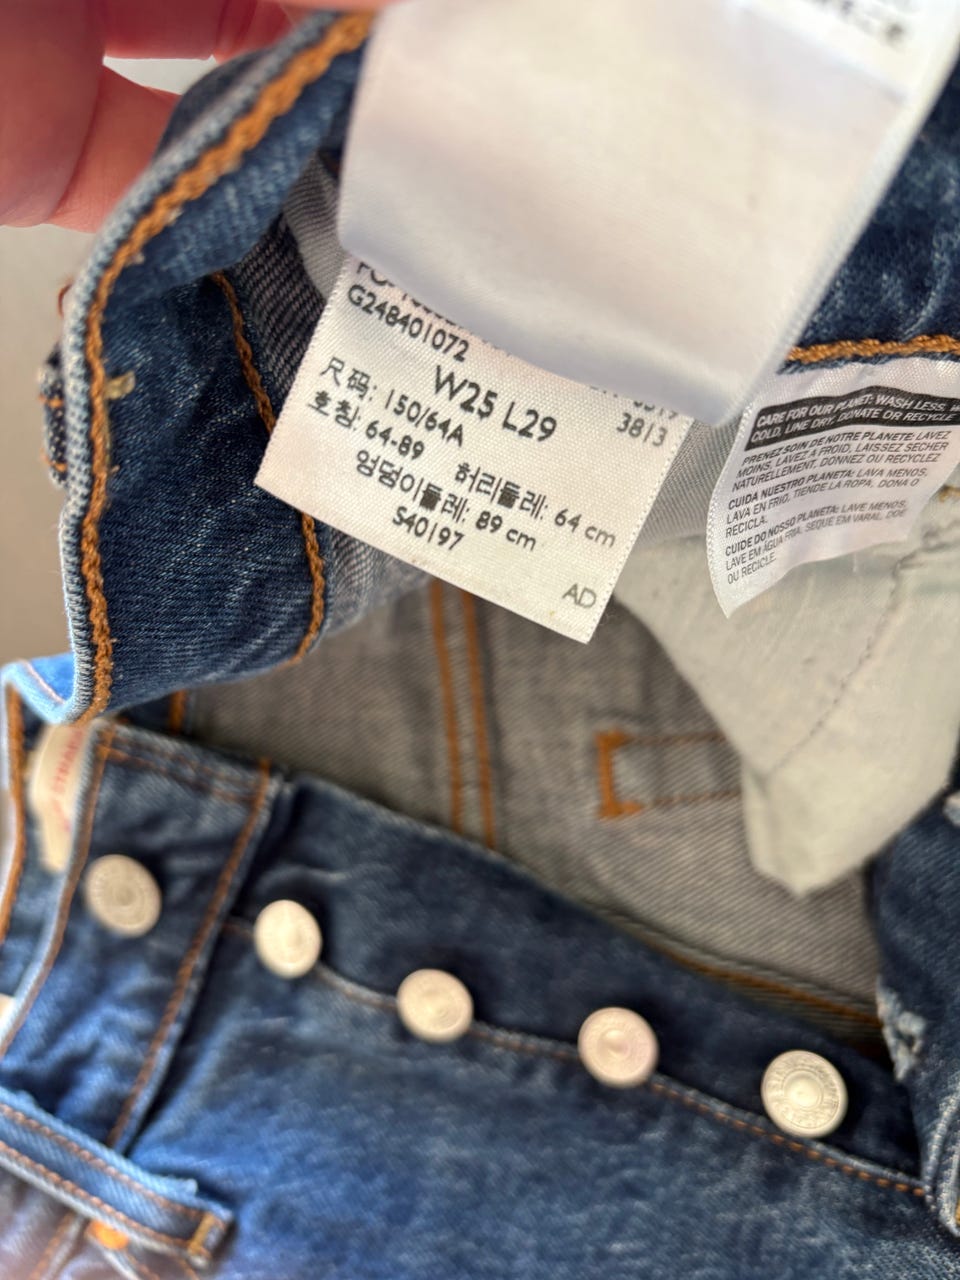 G248401072
W25 L29
3813
尺码: 150/64A
호칭: 64-89
허리둘레: 64 cm
엉덩이둘레: 89 cm
S40197
AD
CARE FOR OUR PLANET: WASH LESS, W
COLD, LINE DRY, DONATE OR RECYCLE
PRENEZ SOIN DE NOTRE PLANETE: LAVEZ
MOINS, LAVEZ A FROID, LAISSEZ SECHER
NATURELLEMENT, DONNEZ OU RECYCLEZ
CUIDA NUESTRO PLANETA: LAVA MENOS,
LAVA EN FRIO, TIENDE LA ROPA, DONA O
RECICLA.
CUIDE DO NOSSO PLANETA: LAVE MENOS,
LAVE EM ÁGUA FRIA, SEQUE EM VARAL, DOE
OU RECICLE.